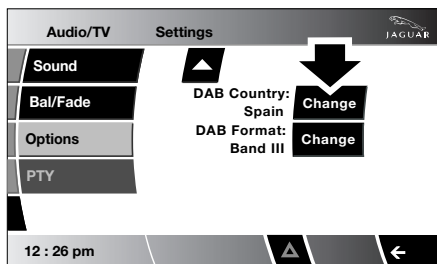 Audio/TV Settings
JAGUAR
Sound
Bal/Fade
Options
PTY
DAB Country:
Spain
Change
DAB Format:
Band III
Change
12 : 26 pm